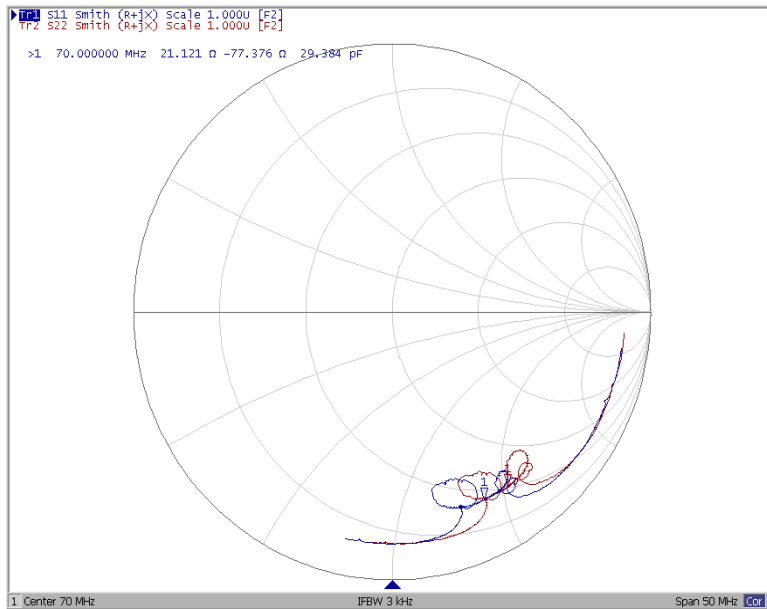 ▶Tr1 S11 Smith (R+jX) Scale 1.000U [F2]
Tr2 S22 Smith (R+jX) Scale 1.000U [F2]
>1 70.000000 MHz 21.121 Ω -77.376 Ω 29.384 pF
1
1 Center 70 MHz IFBW 3 kHz Span 50 MHz Cor